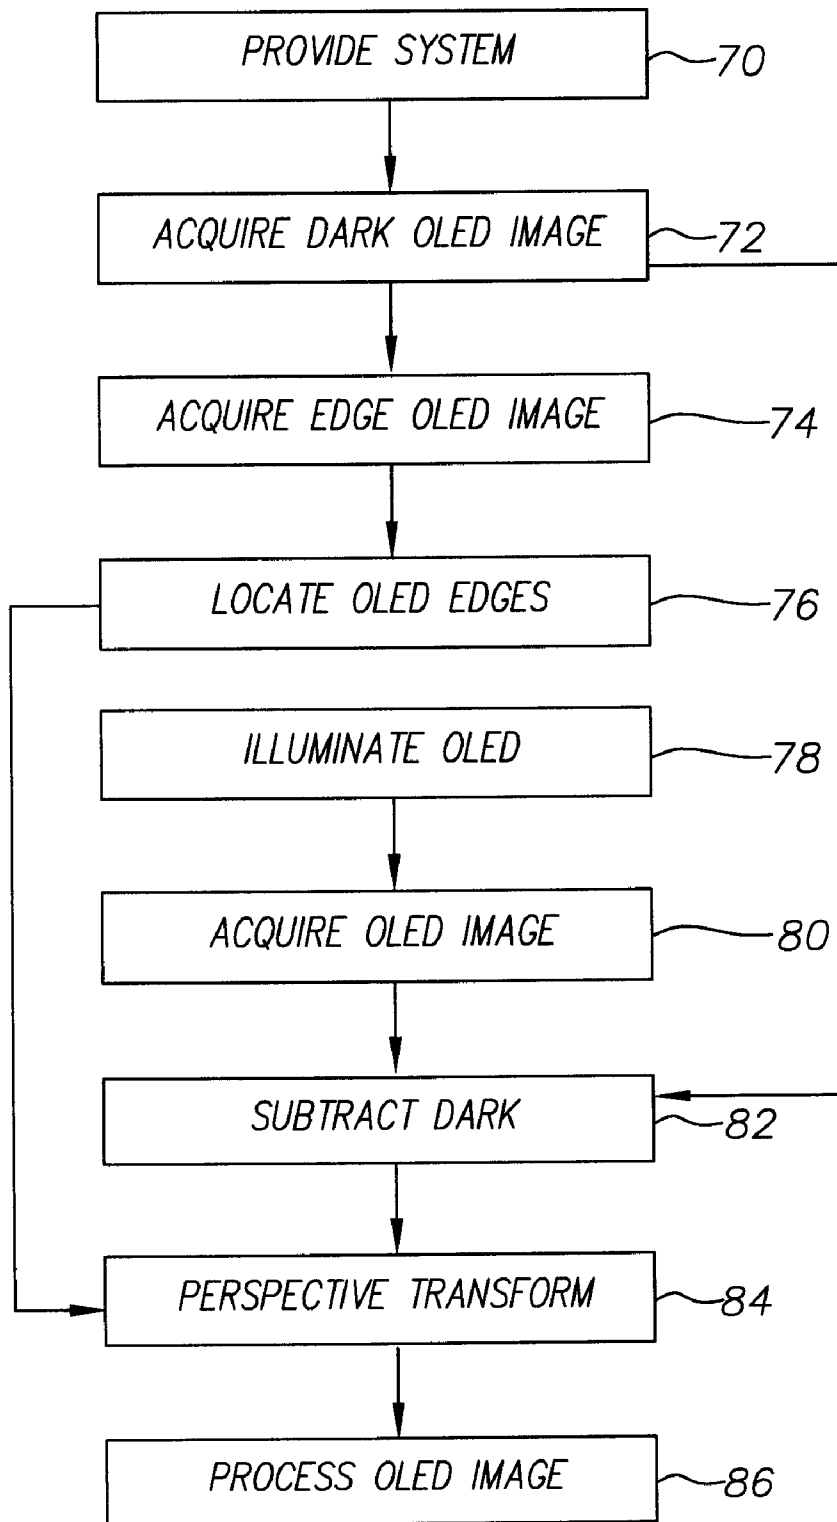 PROVIDE SYSTEM 70
ACQUIRE DARK OLED IMAGE 72
ACQUIRE EDGE OLED IMAGE 74
LOCATE OLED EDGES 76
ILLUMINATE OLED 78
ACQUIRE OLED IMAGE 80
SUBTRACT DARK 82
PERSPECTIVE TRANSFORM 84
PROCESS OLED IMAGE 86